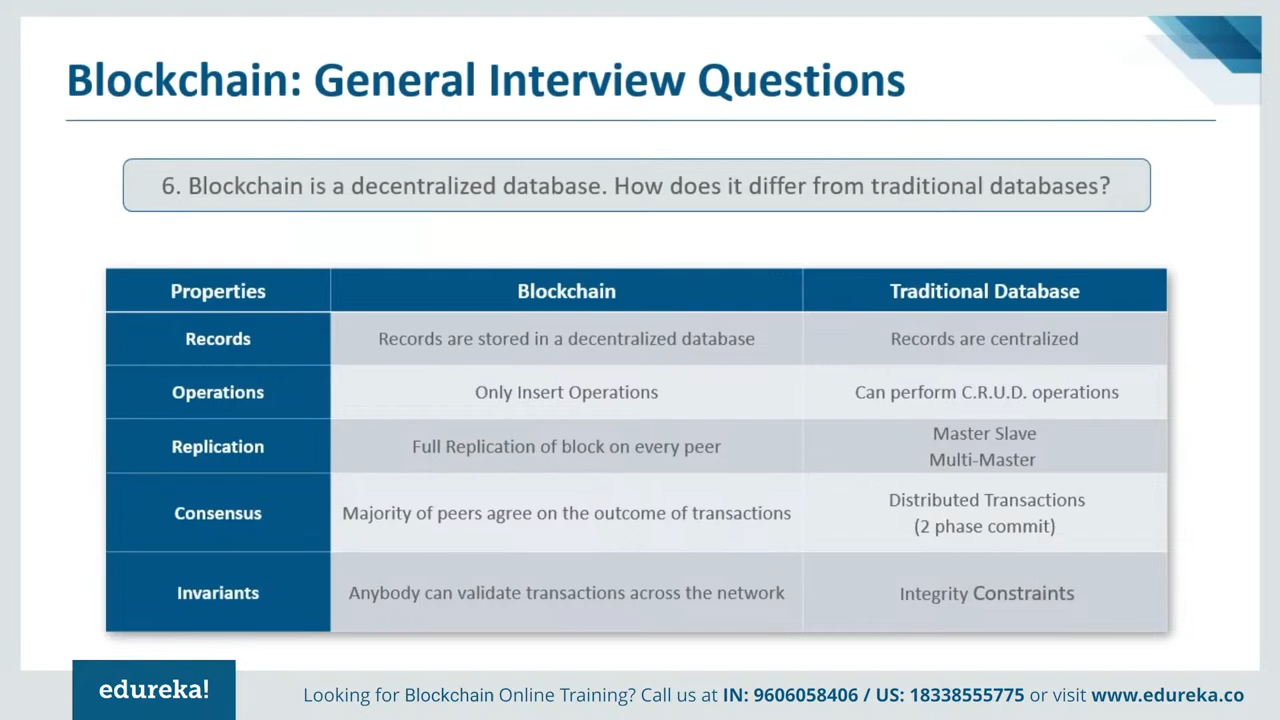 Blockchain: General Interview Questions
6. Blockchain is a decentralized database. How does it differ from traditional databases?
Properties Blockchain Traditional Database
Records Records are stored in a decentralized database Records are centralized
Operations Only Insert Operations Can perform C.R.U.D. operations
Replication Full Replication of block on every peer Master Slave
Multi-Master
Consensus Majority of peers agree on the outcome of transactions Distributed Transactions
(2 phase commit)
Invariants Anybody can validate transactions across the network Integrity Constraints
edureka! Looking for Blockchain Online Training? Call us at IN: 9606058406 / US: 18338555775 or visit www.edureka.co